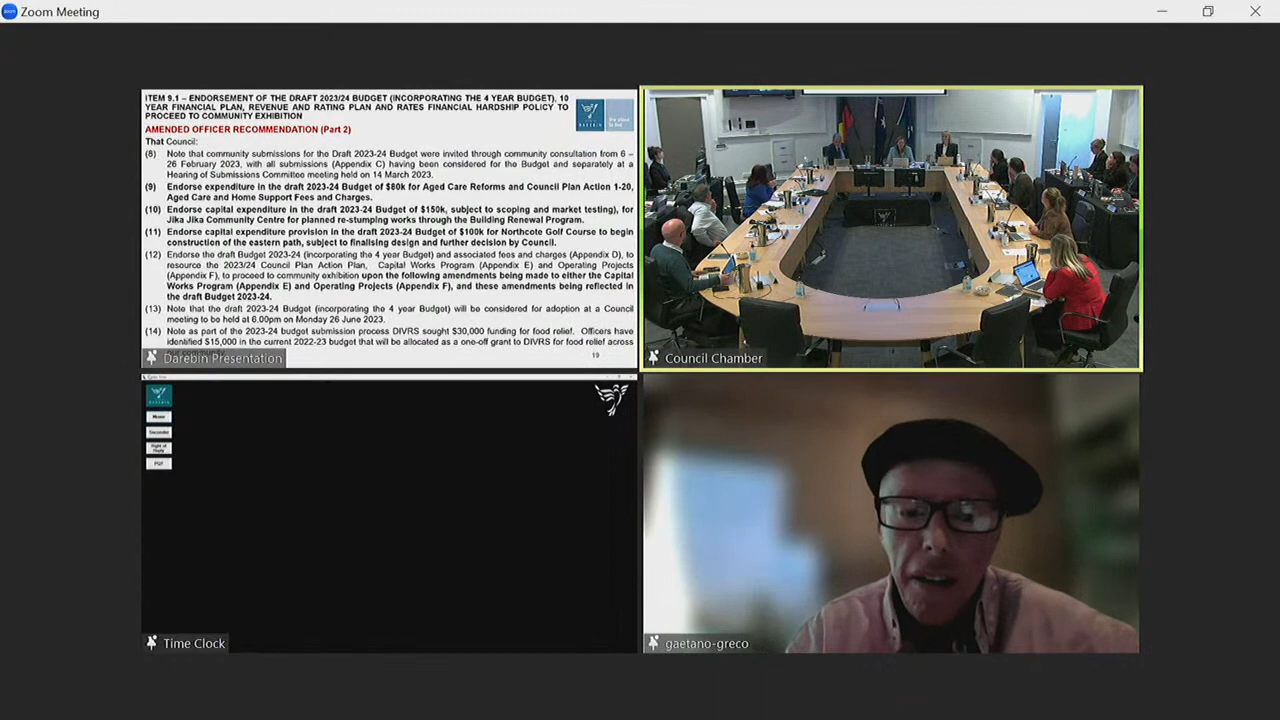 Zoom Meeting
ITEM 9.1 – ENDORSEMENT OF THE DRAFT 2023/24 BUDGET (INCORPORATING THE 4 YEAR BUDGET), 10
YEAR FINANCIAL PLAN, REVENUE AND RATING PLAN AND RATES FINANCIAL HARDSHIP POLICY TO
PROCEED TO COMMUNITY EXHIBITION
AMENDED OFFICER RECOMMENDATION (Part 2)
That Council:
(8) Note that community submissions for the Draft 2023-24 Budget were invited through community consultation from 6 –
26 February 2023, with all submissions (Appendix C) having been considered for the Budget and separately at a
Hearing of Submissions Committee meeting held on 14 March 2023.
(9) Endorse expenditure in the draft 2023-24 Budget of $80k for Aged Care Reforms and Council Plan Action 1-20,
Aged Care and Home Support Fees and Charges.
(10) Endorse capital expenditure in the draft 2023-24 Budget of $150k, subject to scoping and market testing), for
Jika Jika Community Centre for planned re-stumping works through the Building Renewal Program.
(11) Endorse capital expenditure provision in the draft 2023-24 Budget of $100k for Northcote Golf Course to begin
construction of the eastern path, subject to finalising design and further decision by Council.
(12) Endorse the draft Budget 2023-24 (incorporating the 4 year Budget) and associated fees and charges (Appendix D), to
resource the 2023/24 Council Plan Action Plan, Capital Works Program (Appendix E) and Operating Projects
(Appendix F), to proceed to community exhibition upon the following amendments being made to either the Capital
Works Program (Appendix E) and Operating Projects (Appendix F), and these amendments being reflected in
the draft Budget 2023-24.
(13) Note that the draft 2023-24 Budget (incorporating the 4 year Budget) will be considered for adoption at a Council
meeting to be held at 6.00pm on Monday 26 June 2023.
(14) Note as part of the 2023-24 budget submission process DIVRS sought $30,000 funding for food relief. Officers have
identified $15,000 in the current 2022-23 budget that will be allocated as a one-off grant to DIVRS for food relief across
19
Darebin Presentation
Council Chamber
Time Clock
gaetano-greco